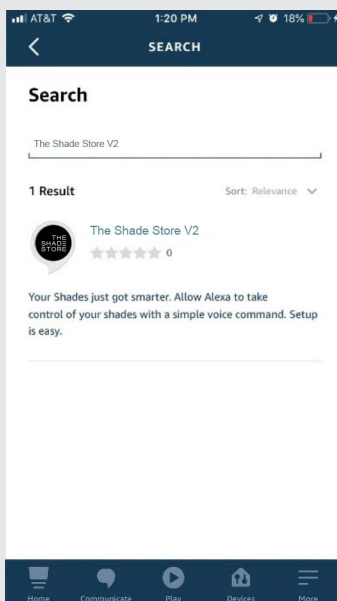 AT&T 1:20 PM 18%
SEARCH
Search
The Shade Store V2
1 Result Sort: Relevance
THE
SHADE
STORE
The Shade Store V2
0
Your Shades just got smarter. Allow Alexa to take
control of your shades with a simple voice command. Setup
is easy.
Home Communicate Play Devices More